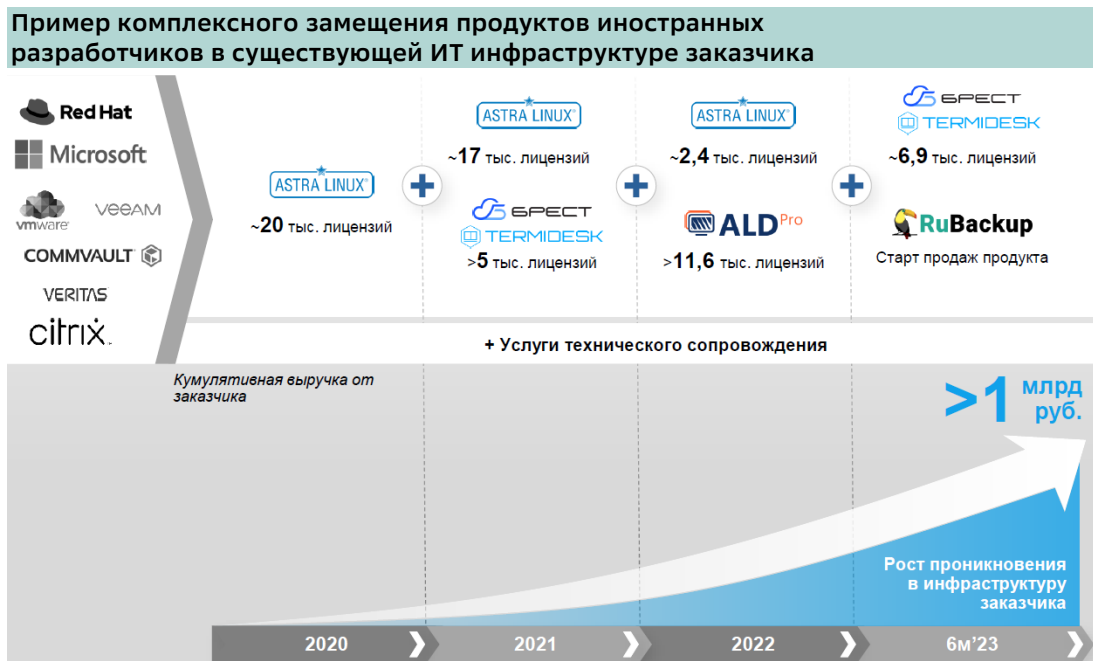 Пример комплексного замещения продуктов иностранных
разработчиков в существующей ИТ инфраструктуре заказчика
Red Hat
Microsoft
vmware
veeAM
COMMVAULT
VERITAS
citrix
ASTRA LINUX
~20 тыс. лицензий
ASTRA LINUX
~17 тыс. лицензий
БРЕСТ
TERMIDESK
>5 тыс. лицензий
ASTRA LINUX
~2,4 тыс. лицензий
ALD Pro
>11,6 тыс. лицензий
БРЕСТ
TERMIDESK
~6,9 тыс. лицензий
RuBackup
Старт продаж продукта
+ Услуги технического сопровождения
Кумулятивная выручка от
заказчика
>1 млрд
руб.
Рост проникновения
в инфраструктуру
заказчика
2020
2021
2022
6м'23